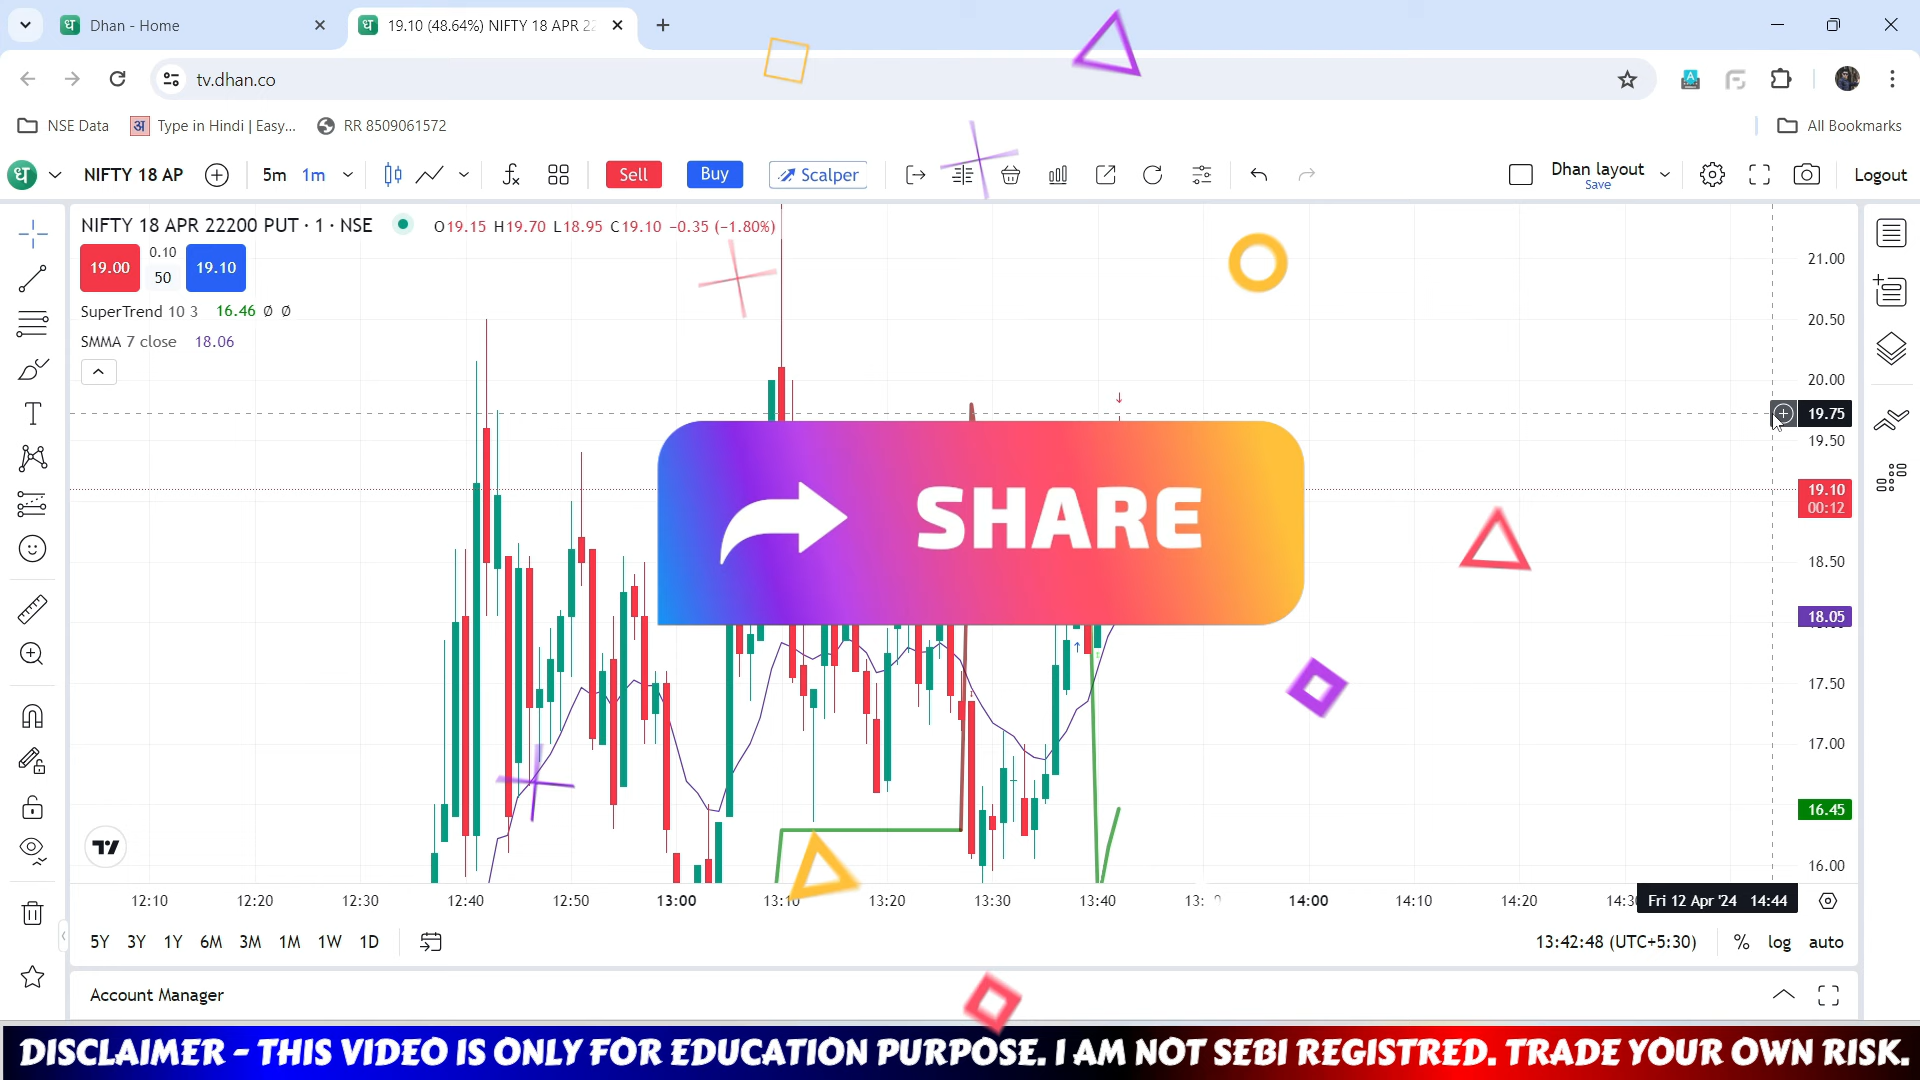 Dhan - Home
19.10 (48.64%) NIFTY 18 APR 22
tv.dhan.co
NSE Data
अ Type in Hindi | Easy...
RR 8509061572
All Bookmarks
ध NIFTY 18 AP
5m 1m
Sell Buy Scalper
Dhan layout
Save
Logout
NIFTY 18 APR 22200 PUT · 1 · NSE
O19.15 H19.70 L18.95 C19.10 -0.35 (-1.80%)
19.00
0.10
50
19.10
SuperTrend 10 3 16.46 Ø Ø
SMMA 7 close 18.06
21.00
20.50
20.00
19.75
19.50
19.10
00:12
18.50
18.05
17.50
17.00
16.45
16.00
SHARE
12:10 12:20 12:30 12:40 12:50 13:00 13:10 13:20 13:30 13:40 14:00 14:10 14:20
Fri 12 Apr '24 14:44
5Y 3Y 1Y 6M 3M 1M 1W 1D
13:42:48 (UTC+5:30) % log auto
Account Manager
DISCLAIMER - THIS VIDEO IS ONLY FOR EDUCATION PURPOSE. I AM NOT SEBI REGISTRED. TRADE YOUR OWN RISK.